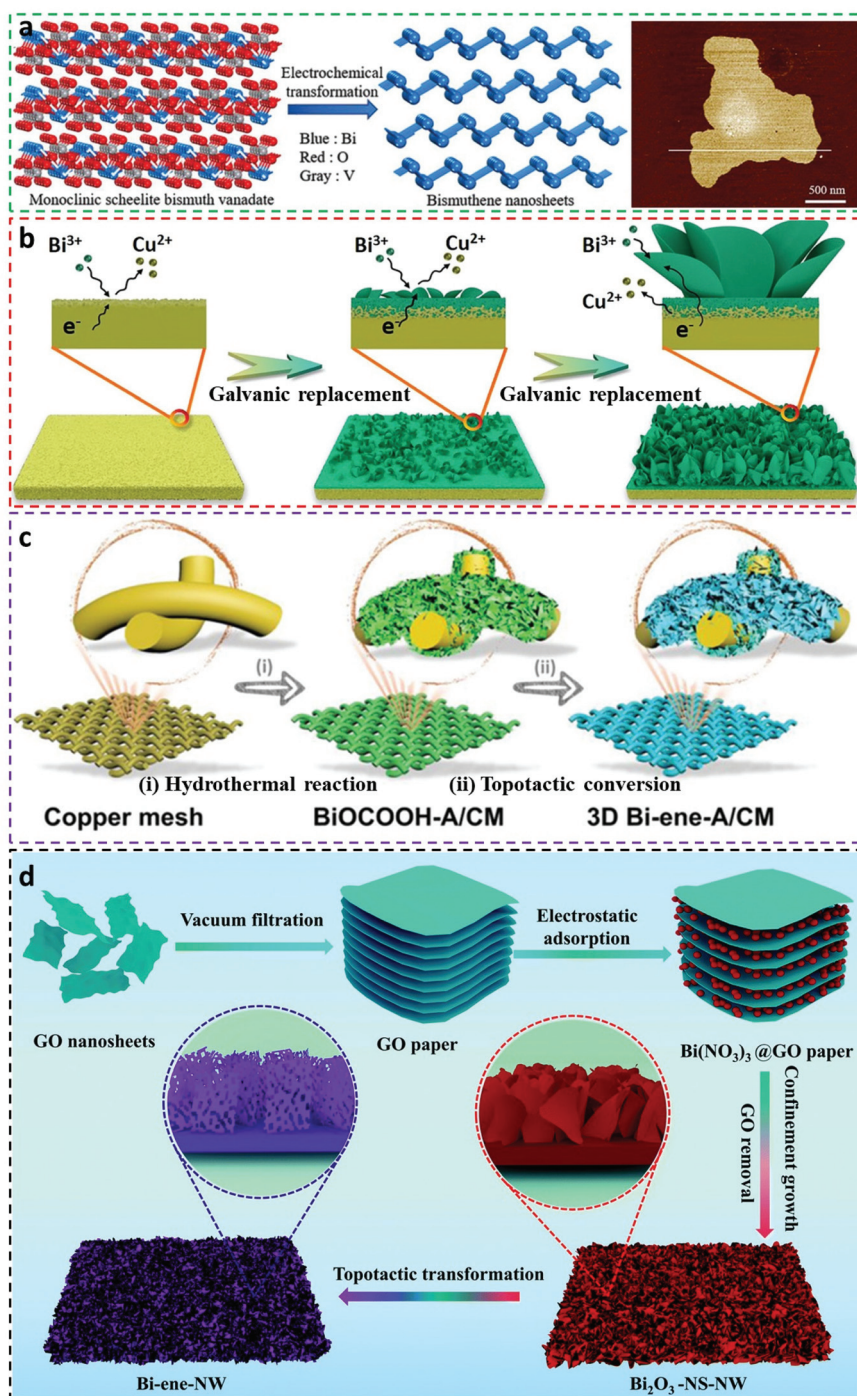 a
Electrochemical
transformation
Blue : Bi
Red : O
Gray : V
Monoclinic scheelite bismuth vanadate
Bismuthene nanosheets
500 nm
b
Bi³⁺
Cu²⁺
e⁻
Bi³⁺
Cu²⁺
e⁻
Bi³⁺
Cu²⁺
e⁻
Galvanic replacement
Galvanic replacement
c
(i)
(ii)
(i) Hydrothermal reaction
(ii) Topotactic conversion
Copper mesh
BiOCOOH-A/CM
3D Bi-ene-A/CM
d
Vacuum filtration
Electrostatic
adsorption
GO nanosheets
GO paper
Bi(NO₃)₃ @GO paper
Confinement growth
GO removal
Topotactic transformation
Bi-ene-NW
Bi₂O₃ -NS-NW